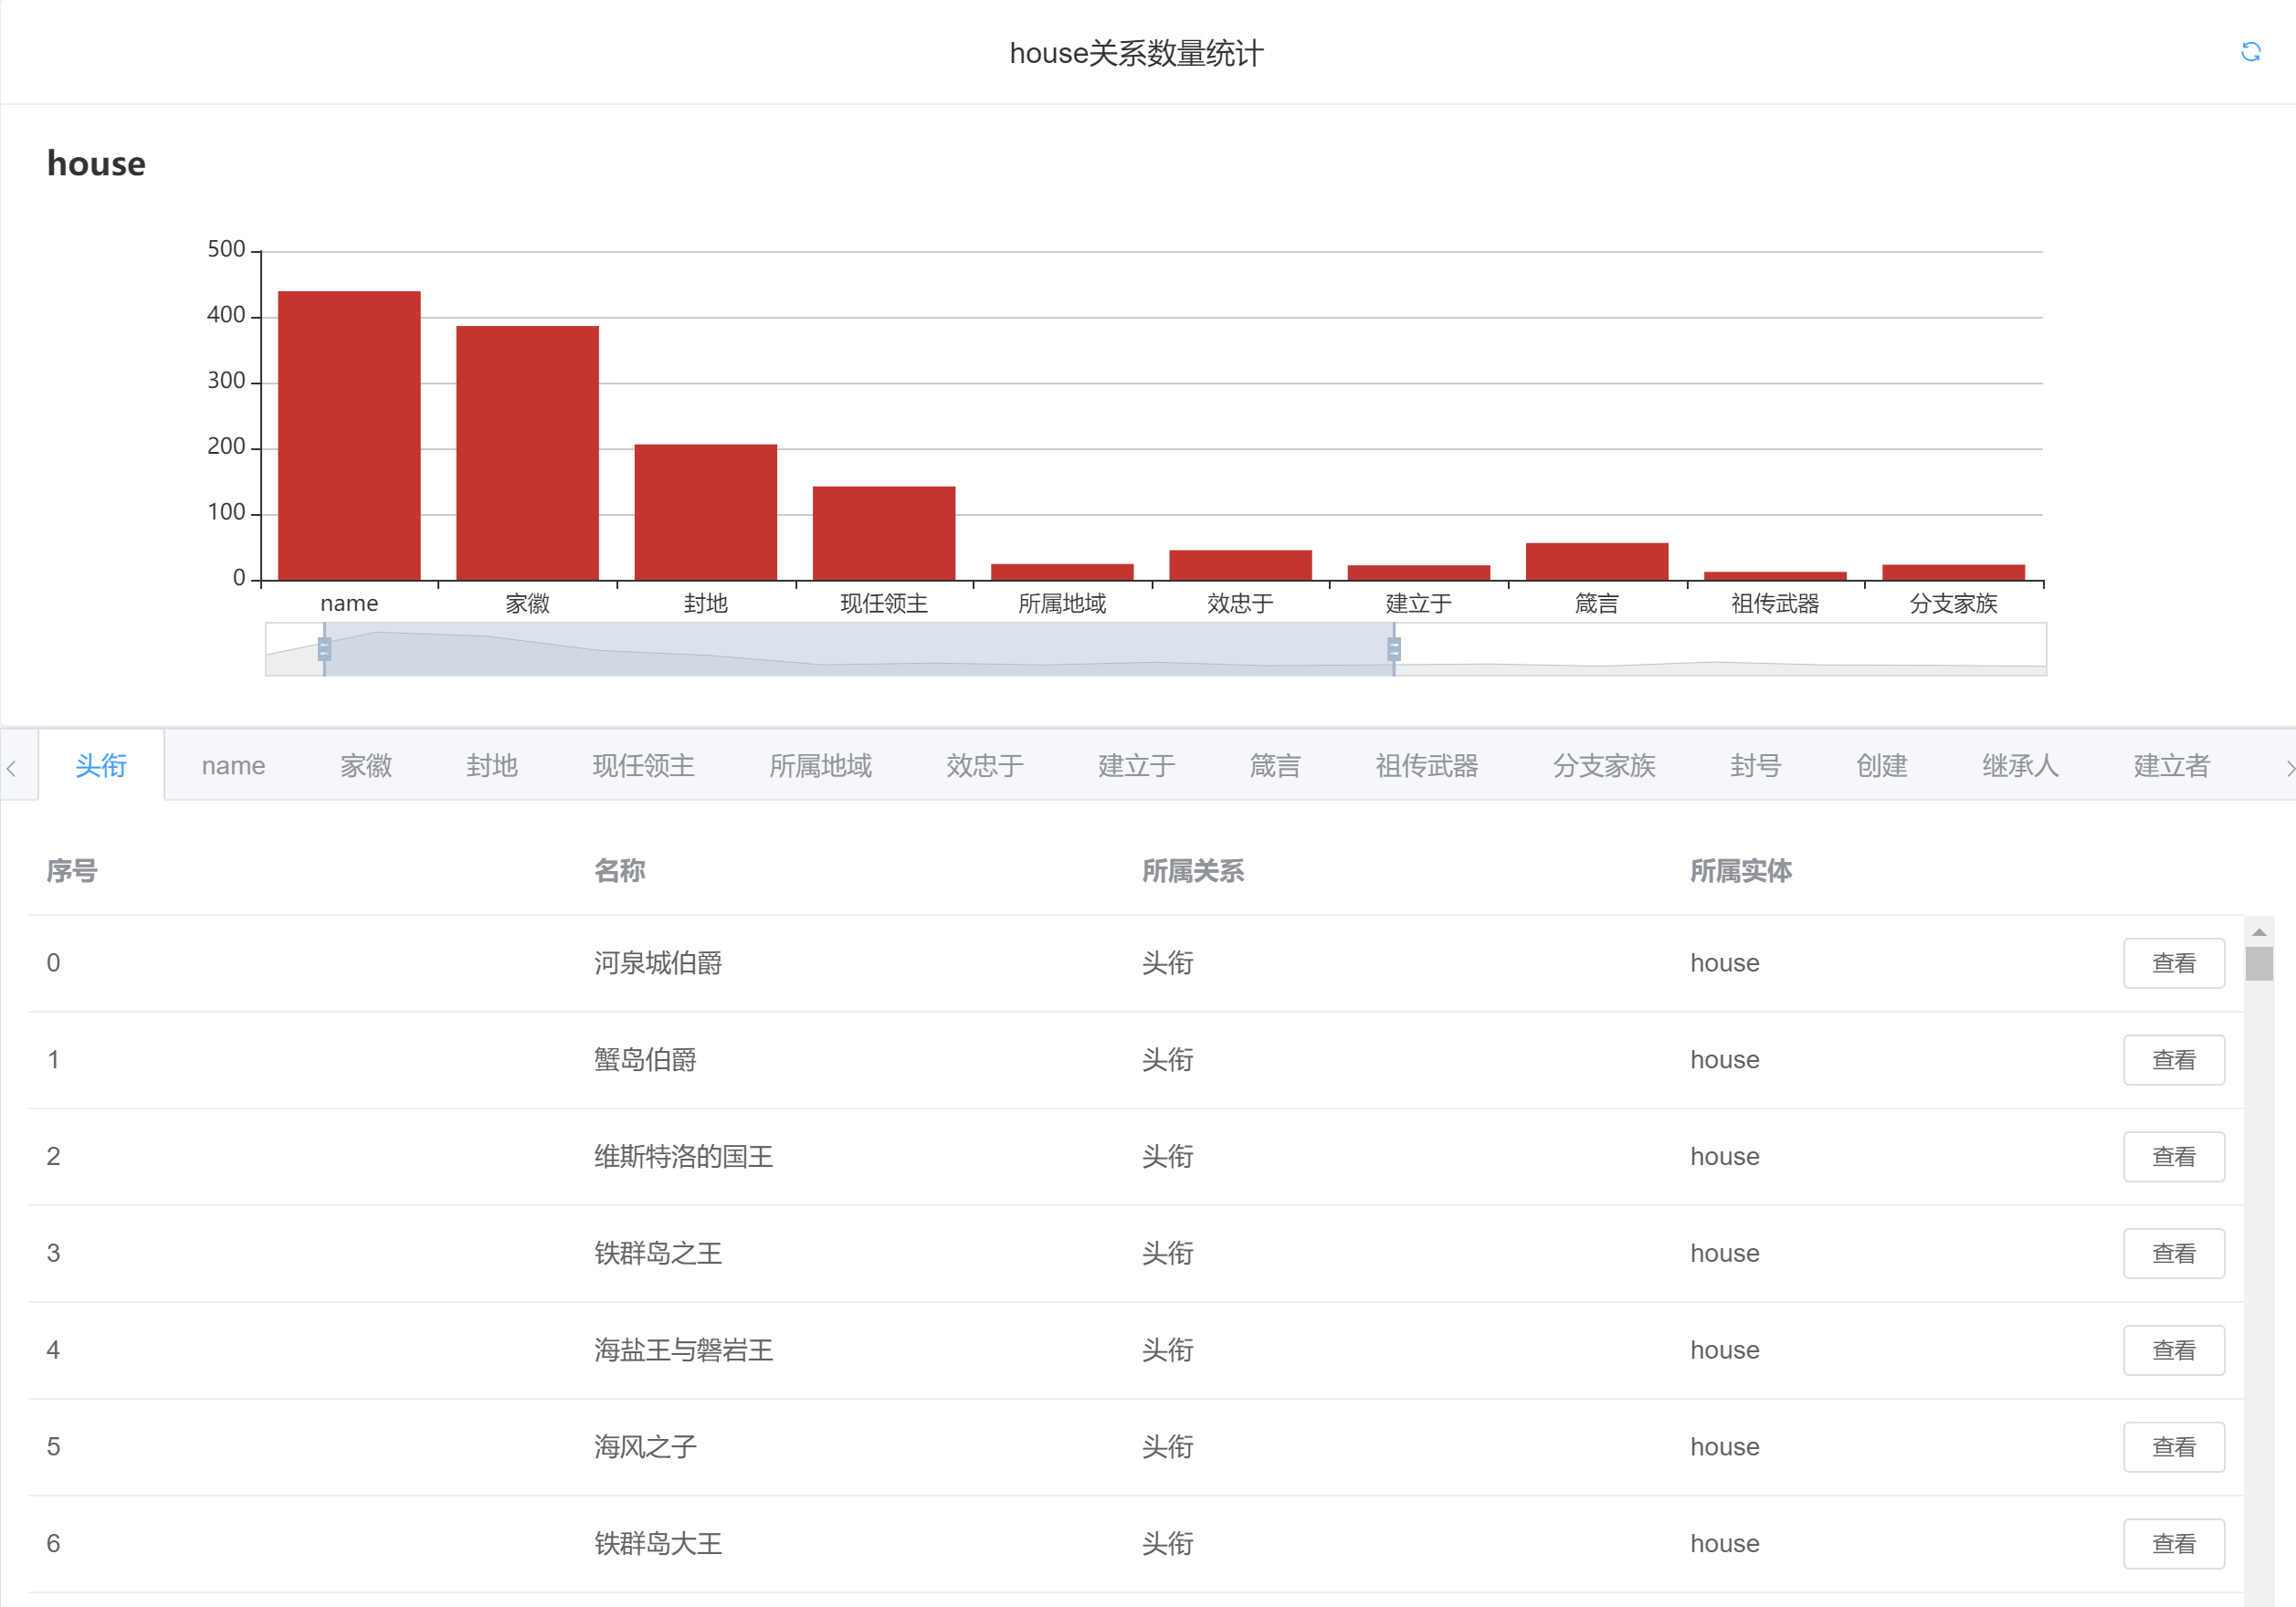 house关系数量统计
house
500
400
300
200
100
0
name 家徽 封地 现任领主 所属地域 效忠于 建立于 箴言 祖传武器 分支家族
头衔 name 家徽 封地 现任领主 所属地域 效忠于 建立于 箴言 祖传武器 分支家族 封号 创建 继承人 建立者
序号 名称 所属关系 所属实体
0 河泉城伯爵 头衔 house 查看
1 蟹岛伯爵 头衔 house 查看
2 维斯特洛的国王 头衔 house 查看
3 铁群岛之王 头衔 house 查看
4 海盐王与磐岩王 头衔 house 查看
5 海风之子 头衔 house 查看
6 铁群岛大王 头衔 house 查看